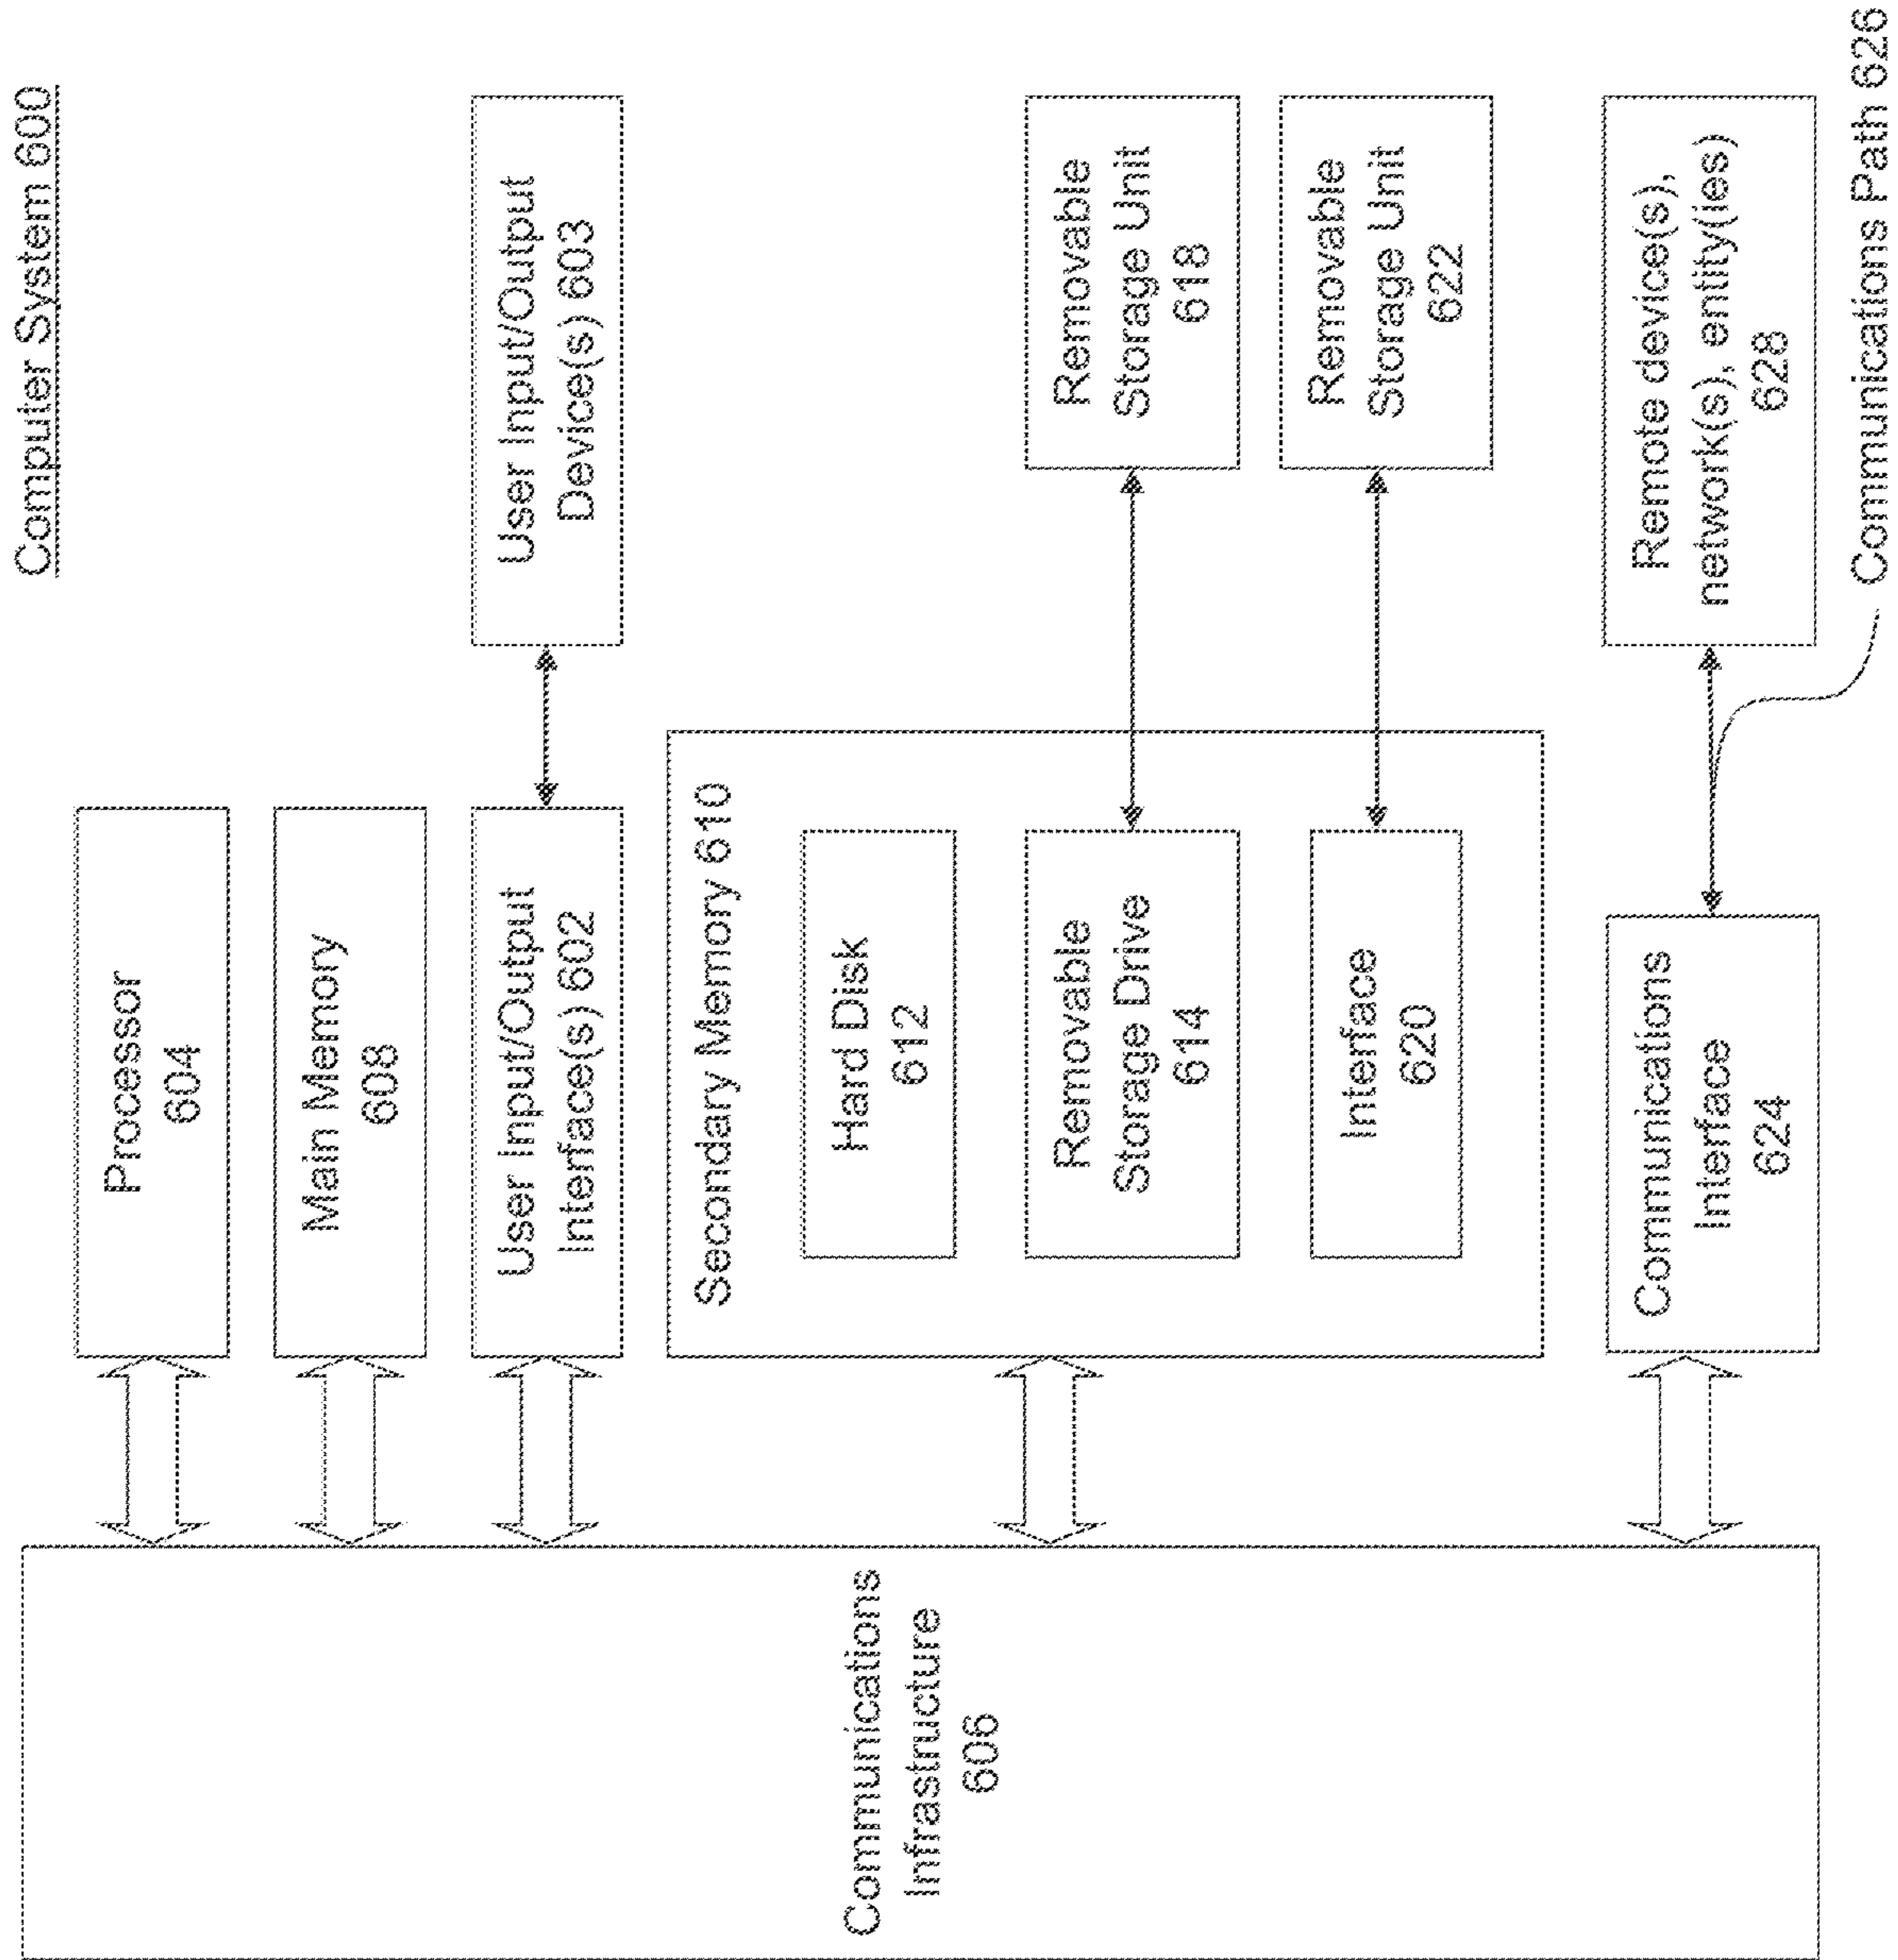 Computer System 600
Processor
604
Main Memory
608
User Input/Output
Interface(s) 602
User Input/Output
Device(s) 603
Secondary Memory 610
Hard Disk
612
Removable
Storage Drive
614
Removable
Storage Unit
618
Interface
620
Removable
Storage Unit
622
Communications
Infrastructure
606
Communications
Interface
624
Remote device(s),
network(s), entity(ies)
628
Communications Path 626